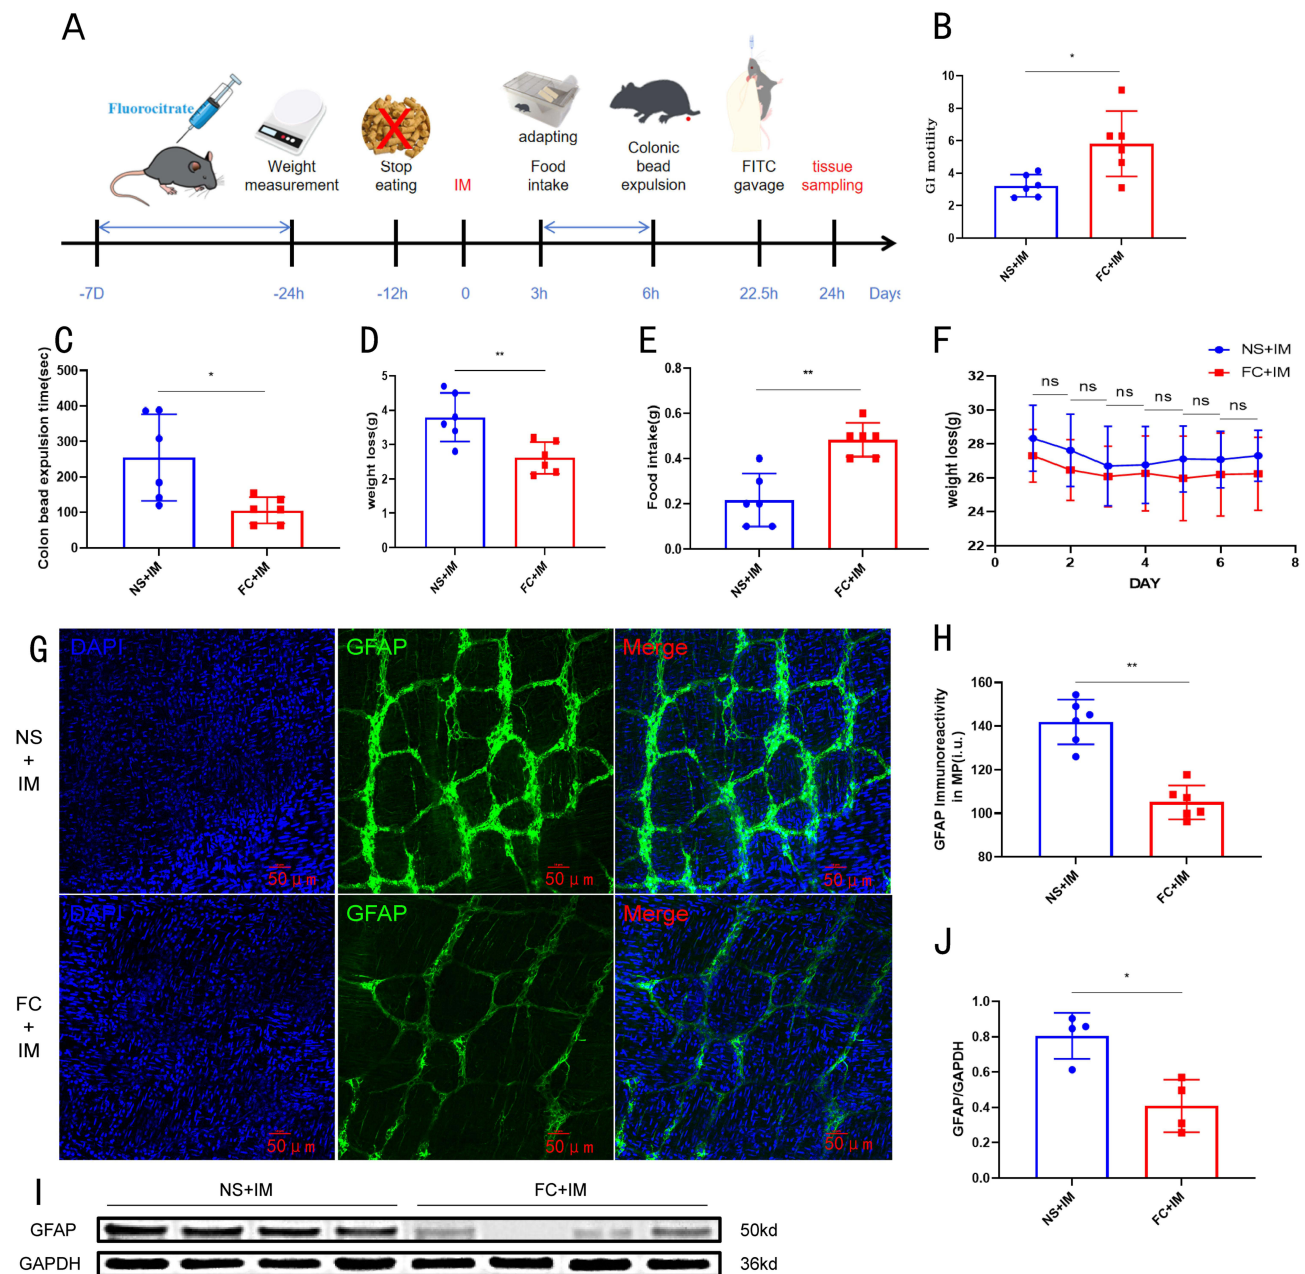 A
Fluorocitrate
Weight
measurement
Stop
eating
IM
adapting
Food
intake
Colonic
bead
expulsion
FITC
gavage
tissue
sampling
-7D
-24h
-12h
0
3h
6h
22.5h
24h
Days
B
GI motility
10
8
6
4
2
0
*
NS+IM
FC+IM
C
Colon bead expulsion time(sec)
500
400
300
200
100
0
*
NS+IM
FC+IM
D
weight loss(g)
5
4
3
2
1
0
**
NS+IM
FC+IM
E
Food intake(g)
0.8
0.6
0.4
0.2
0.0
**
NS+IM
FC+IM
F
NS+IM
FC+IM
weight loss(g)
32
30
28
26
24
22
ns
ns
ns
ns
ns
ns
0
2
4
6
8
DAY
G
NS
+
IM
DAPI
50 μm
GFAP
50 μm
Merge
50 μm
FC
+
IM
DAPI
50 μm
GFAP
50 μm
Merge
50 μm
H
GFAP Immunoreactivity
in MP(i.u.)
160
140
120
100
80
**
NS+IM
FC+IM
I
NS+IM
FC+IM
GFAP
50kd
GAPDH
36kd
J
GFAP/GAPDH
1.0
0.8
0.6
0.4
0.2
0.0
*
NS+IM
FC+IM